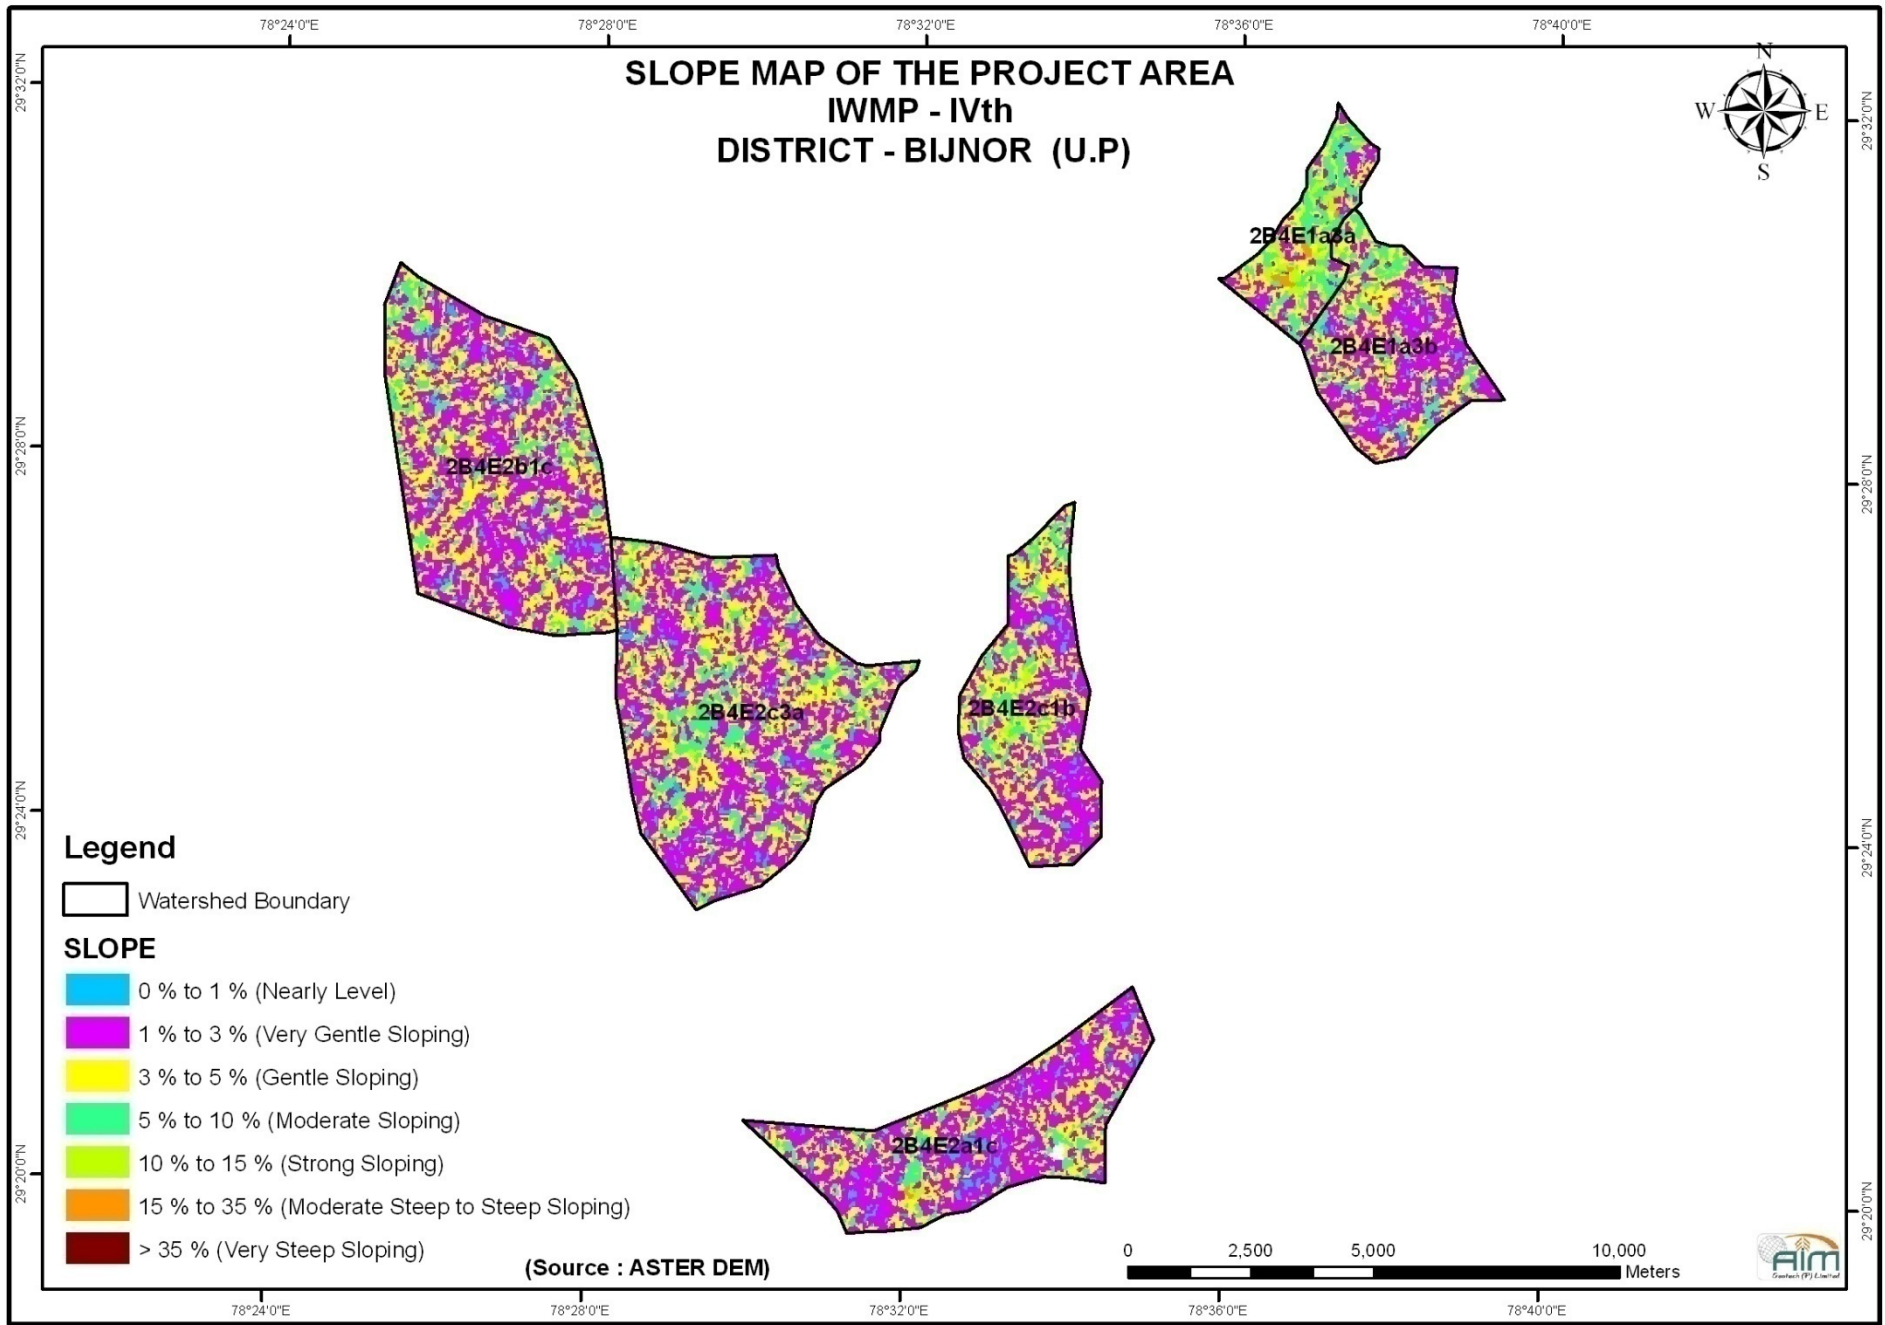 78°24'0"E
78°28'0"E
78°32'0"E
78°36'0"E
78°40'0"E
SLOPE MAP OF THE PROJECT AREA
IWMP - IVth
DISTRICT - BIJNOR (U.P)
N
W
E
S
29°32'0"N
29°32'0"N
2B4E1a3a
2B4E1a3b
29°28'0"N
2B4E2b1c
29°28'0"N
2B4E2c3a
2B4E2c1b
29°24'0"N
29°24'0"N
Legend
Watershed Boundary
SLOPE
0 % to 1 % (Nearly Level)
1 % to 3 % (Very Gentle Sloping)
3 % to 5 % (Gentle Sloping)
5 % to 10 % (Moderate Sloping)
10 % to 15 % (Strong Sloping)
15 % to 35 % (Moderate Steep to Steep Sloping)
> 35 % (Very Steep Sloping)
2B4E2a1c
29°20'0"N
29°20'0"N
(Source : ASTER DEM)
0 2,500 5,000 10,000
Meters
Aim
Geotech (P) Limited
78°24'0"E
78°28'0"E
78°32'0"E
78°36'0"E
78°40'0"E